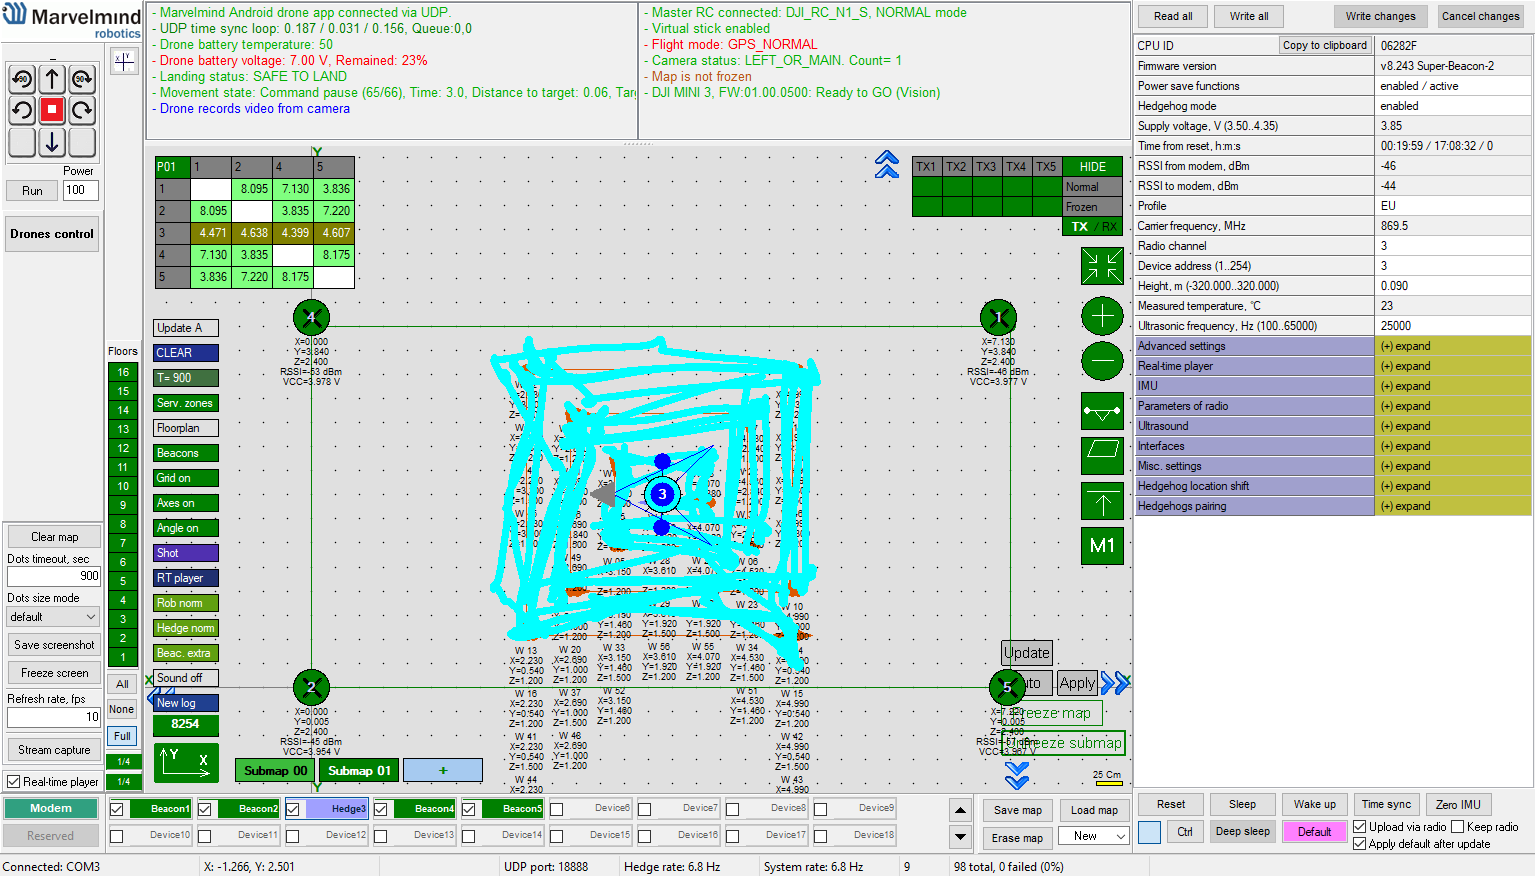 Marvelmind
robotics
- Marvelmind Android drone app connected via UDP.
- UDP time sync loop: 0.187 / 0.031 / 0.156, Queue:0,0
- Drone battery temperature: 50
- Drone battery voltage: 7.00 V, Remained: 23%
- Landing status: SAFE TO LAND
- Movement state: Command pause (65/66), Time: 3.0, Distance to target: 0.06, Tar
- Drone records video from camera
- Master RC connected: DJI_RC_N1_S, NORMAL mode
- Virtual stick enabled
- Flight mode: GPS_NORMAL
- Camera status: LEFT_OR_MAIN. Count= 1
- Map is not frozen
- DJI MINI 3, FW:01.00.0500: Ready to GO (Vision)
Read all Write all Write changes Cancel changes
CPU ID Copy to clipboard 06282F
Firmware version v8.243 Super-Beacon-2
Power save functions enabled / active
Hedgehog mode enabled
Supply voltage, V (3.50..4.35) 3.85
Time from reset, h:m:s 00:19:59 / 17:08:32 / 0
RSSI from modem, dBm -46
RSSI to modem, dBm -44
Profile EU
Carrier frequency, MHz 869.5
Radio channel 3
Device address (1..254) 3
Height, m (-320.000..320.000) 0.090
Measured temperature, °C 23
Ultrasonic frequency, Hz (100..65000) 25000
Advanced settings (+) expand
Real-time player (+) expand
IMU (+) expand
Parameters of radio (+) expand
Ultrasound (+) expand
Interfaces (+) expand
Misc. settings (+) expand
Hedgehog location shift (+) expand
Hedgehogs pairing (+) expand
90 90
Power
Run 100
Drones control
Clear map
Dots timeout, sec
900
Dots size mode
default
Save screenshot
Freeze screen
Refresh rate, fps
10
Stream capture
Real-time player
Floors
16
15
14
13
12
11
10
9
8
7
6
5
4
3
2
1
All
None
Full
1/4
1/4
Y
P01 1 2 4 5
1 8.095 7.130 3.836
2 8.095 3.835 7.220
3 4.471 4.638 4.399 4.607
4 7.130 3.835 8.175
5 3.836 7.220 8.175
TX1 TX2 TX3 TX4 TX5 HIDE
Normal
Frozen
TX / RX
M1
Update A
CLEAR
T= 900
Serv. zones
Floorplan
Beacons
Grid on
Axes on
Angle on
Shot
RT player
Rob norm
Hedge norm
Beac. extra
Sound off
New log
8254
Y X
4
X=0.000
Y=3.840
Z=2.400
RSSI=-53 dBm
VCC=3.978 V
1
X=7.130
Y=3.840
Z=2.400
RSSI=-46 dBm
VCC=3.977 V
3
2
X=0.000
Y=0.005
Z=2.400
RSSI=-45 dBm
VCC=3.954 V
5
X=7.220
Y=0.005
Z=2.400
VCC=3.967 V
W 13
X=2.230
Y=0.540
Z=1.200
W 16
X=2.230
Y=0.540
Z=1.200
W 41
X=2.230
Y=0.540
Z=1.200
W 44
X=2.230
W 20
X=2.690
Y=1.000
Z=1.200
W 37
X=2.690
Y=1.000
Z=1.500
W 46
X=2.690
Y=1.000
Z=1.200
W 33
X=3.150
Y=1.460
Z=1.500
W 52
X=3.150
Y=1.460
Z=1.200
W 56
X=3.610
Y=1.920
Z=1.200
W 55
X=4.070
Y=1.920
Z=1.200
W 34
X=4.530
Y=1.460
Z=1.500
W 51
X=4.530
Y=1.460
Z=1.200
W 10
W 15
X=4.990
Y=0.540
Z=1.200
W 42
X=4.990
Y=0.540
Z=1.200
W 43
X=4.990
Update
Apply
Freeze map
Unfreeze submap
25 Cm
Submap 00 Submap 01 +
Modem Beacon1 Beacon2 Hedge3 Beacon4 Beacon5 Device6 Device7 Device8 Device9
Reserved Device10 Device11 Device12 Device13 Device14 Device15 Device16 Device17 Device18
Save map Load map
Erase map New
Reset Sleep Wake up Time sync Zero IMU
Ctrl Deep sleep Default Upload via radio Keep radio
Apply default after update
Connected: COM3 X: -1.266, Y: 2.501 UDP port: 18888 Hedge rate: 6.8 Hz System rate: 6.8 Hz 9 98 total, 0 failed (0%)